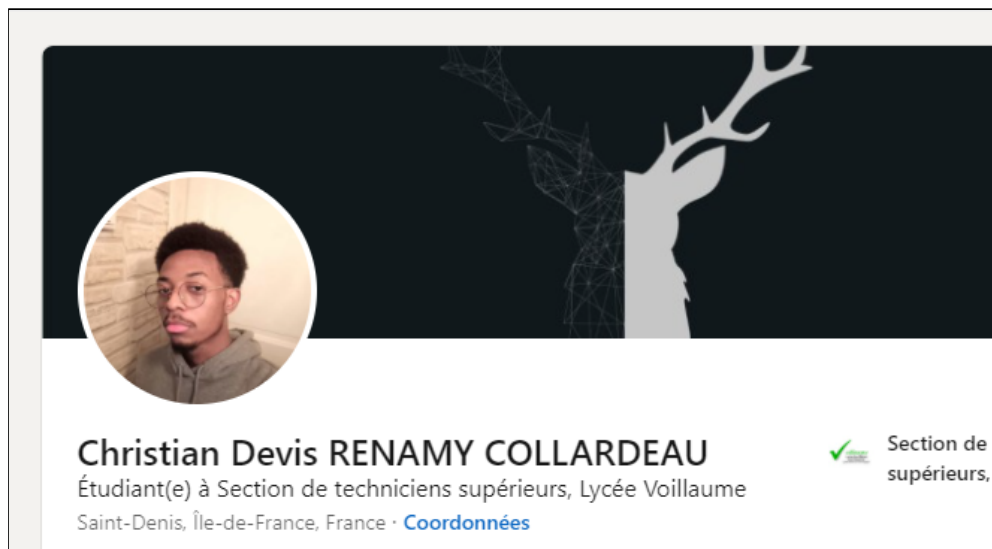 Christian Devis RENAMY COLLARDEAU
Étudiant(e) à Section de techniciens supérieurs, Lycée Voillaume
Saint-Denis, Île-de-France, France · Coordonnées
Section de
supérieurs,